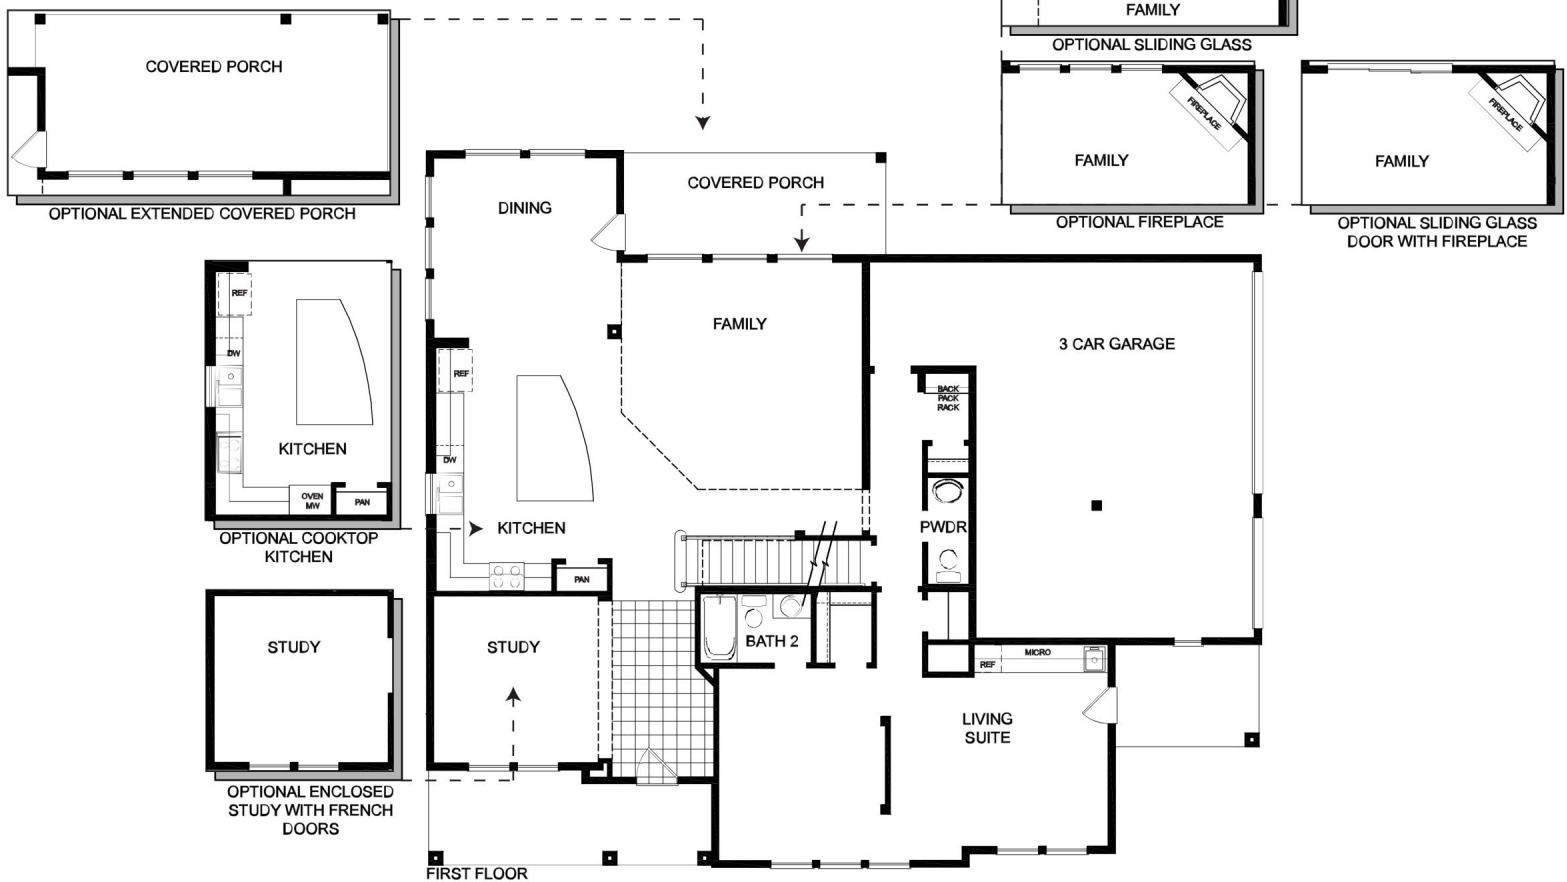 FAMILY
OPTIONAL SLIDING GLASS
COVERED PORCH
OPTIONAL EXTENDED COVERED PORCH
FIREPLACE
FAMILY
OPTIONAL FIREPLACE
FIREPLACE
FAMILY
OPTIONAL SLIDING GLASS
DOOR WITH FIREPLACE
DINING
COVERED PORCH
REF
DW
KITCHEN
OVEN
MW
PAN
OPTIONAL COOKTOP
KITCHEN
FAMILY
3 CAR GARAGE
REF
BACK
PACK
RACK
DW
KITCHEN
PWDR
PAN
STUDY
OPTIONAL ENCLOSED
STUDY WITH FRENCH
DOORS
STUDY
BATH 2
REF
MICRO
LIVING
SUITE
FIRST FLOOR